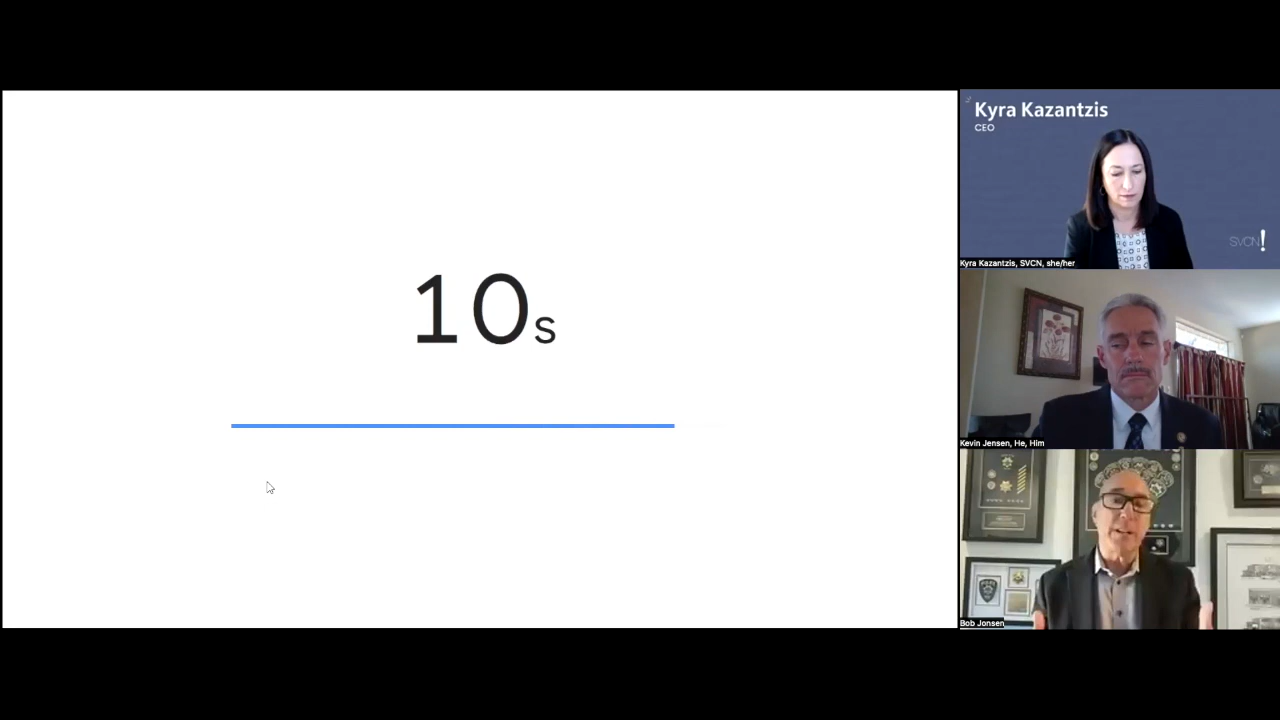 10s
Kyra Kazantzis
CEO
SVCN!
Kyra Kazantzis, SVCN, she/her
Kevin Jensen, He, Him
Bob Jonsen